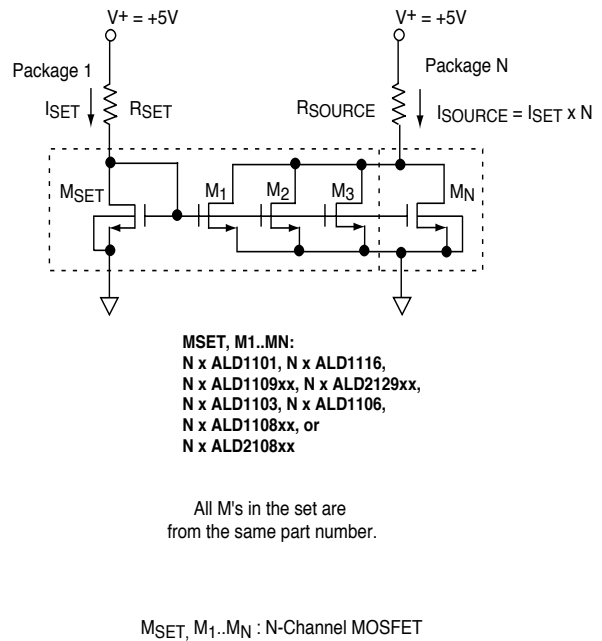 V+ = +5V
V+ = +5V
Package 1
Package N
ISET
RSET
RSOURCE
ISOURCE = ISET x N
MSET
M1
M2
M3
MN
MSET, M1..MN:
N x ALD1101, N x ALD1116,
N x ALD1109xx, N x ALD2129xx,
N x ALD1103, N x ALD1106,
N x ALD1108xx, or
N x ALD2108xx
All M's in the set are
from the same part number.
MSET, M1..MN : N-Channel MOSFET